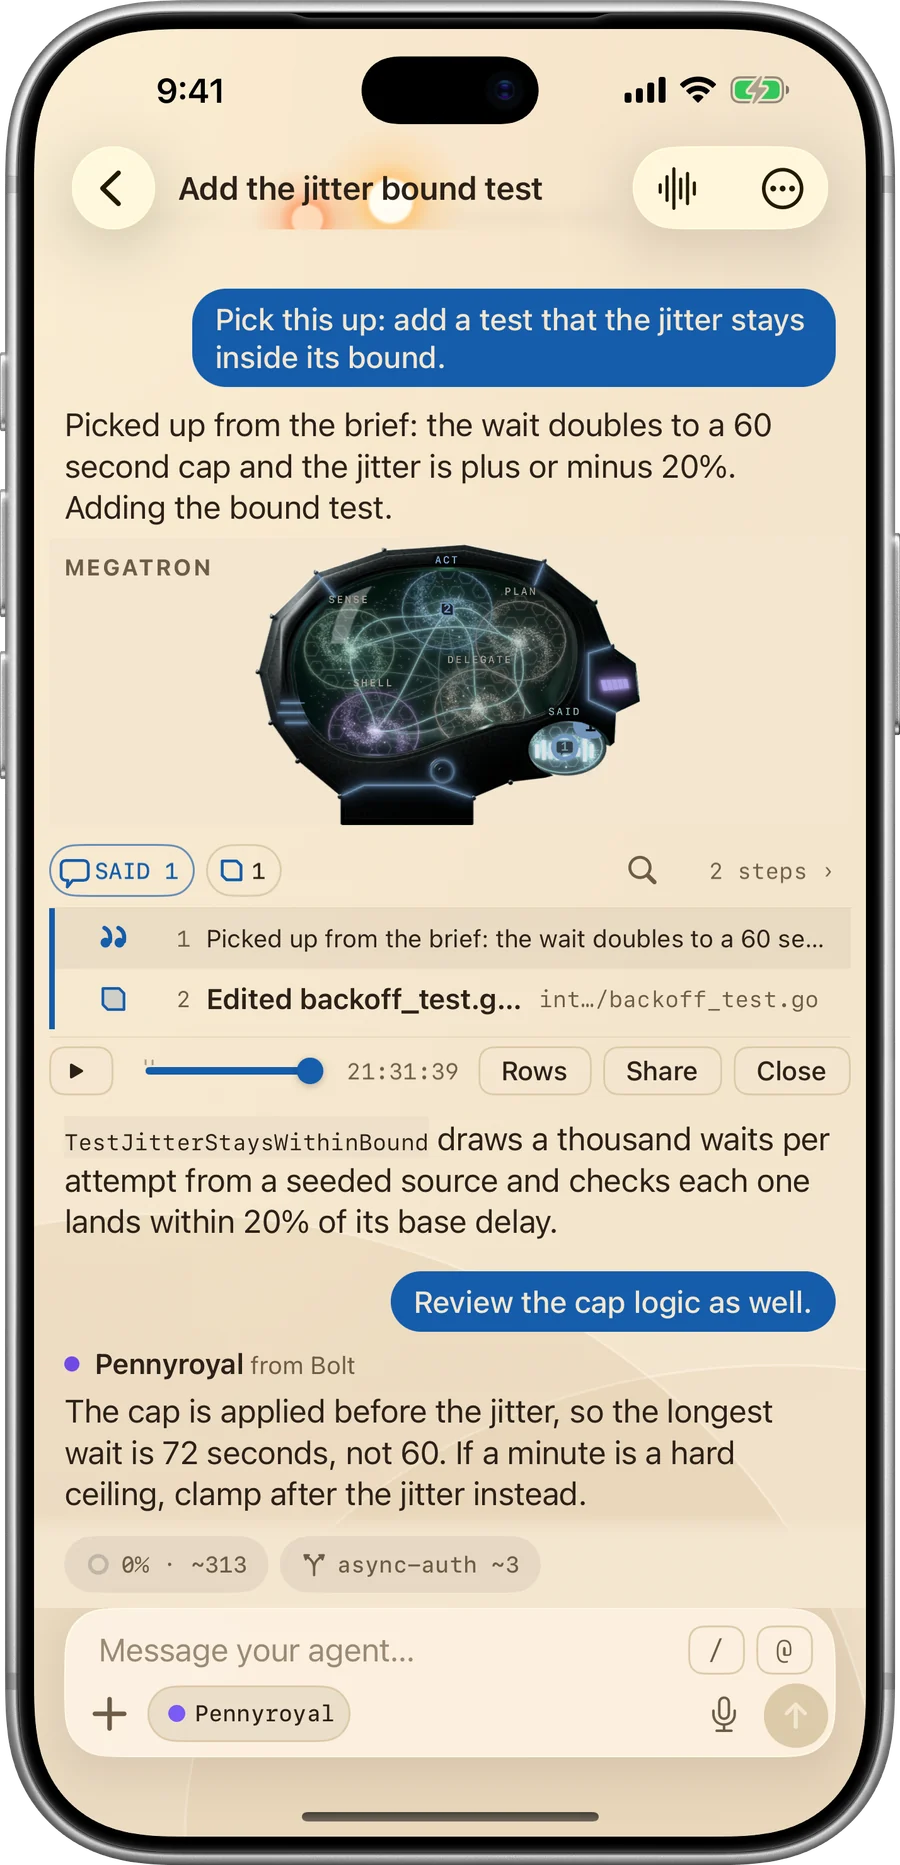 9:41
Add the jitter bound test
Pick this up: add a test that the jitter stays
inside its bound.
Picked up from the brief: the wait doubles to a 60
second cap and the jitter is plus or minus 20%.
Adding the bound test.
MEGATRON
ACT
SENSE
PLAN
2
DELEGATE
SHELL
SAID
1
SAID 1
1
2 steps ›
1 Picked up from the brief: the wait doubles to a 60 se...
2 Edited backoff_test.g... int…/backoff_test.go
21:31:39
Rows
Share
Close
TestJitterStaysWithinBound draws a thousand waits per
attempt from a seeded source and checks each one
lands within 20% of its base delay.
Review the cap logic as well.
Pennyroyal from Bolt
The cap is applied before the jitter, so the longest
wait is 72 seconds, not 60. If a minute is a hard
ceiling, clamp after the jitter instead.
0% · ~313
async-auth ~3
Message your agent...
/
@
Pennyroyal